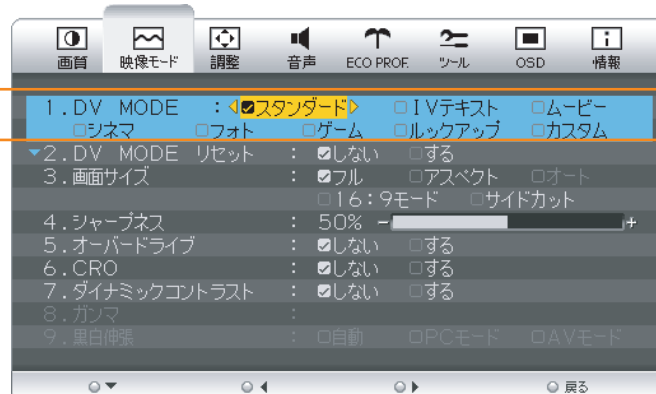 画質 映像モード 調整 音声 ECO PROF. ツール OSD 情報
1.DV MODE : スタンダード IVテキスト ムービー
シネマ フォト ゲーム ルックアップ カスタム
2.DV MODE リセット : しない する
3.画面サイズ : フル アスペクト オート
16:9モード サイドカット
4.シャープネス : 50% - +
5.オーバードライブ : しない する
6.CRO : しない する
7.ダイナミックコントラスト : しない する
8.ガンマ :
9.黒白伸張 : 自動 PCモード AVモード
戻る